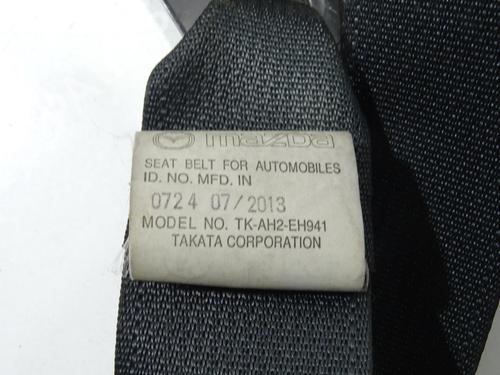 mazda
SEAT BELT FOR AUTOMOBILES
ID. NO. MFD. IN
0724 07/2013
MODEL NO. TK-AH2-EH941
TAKATA CORPORATION